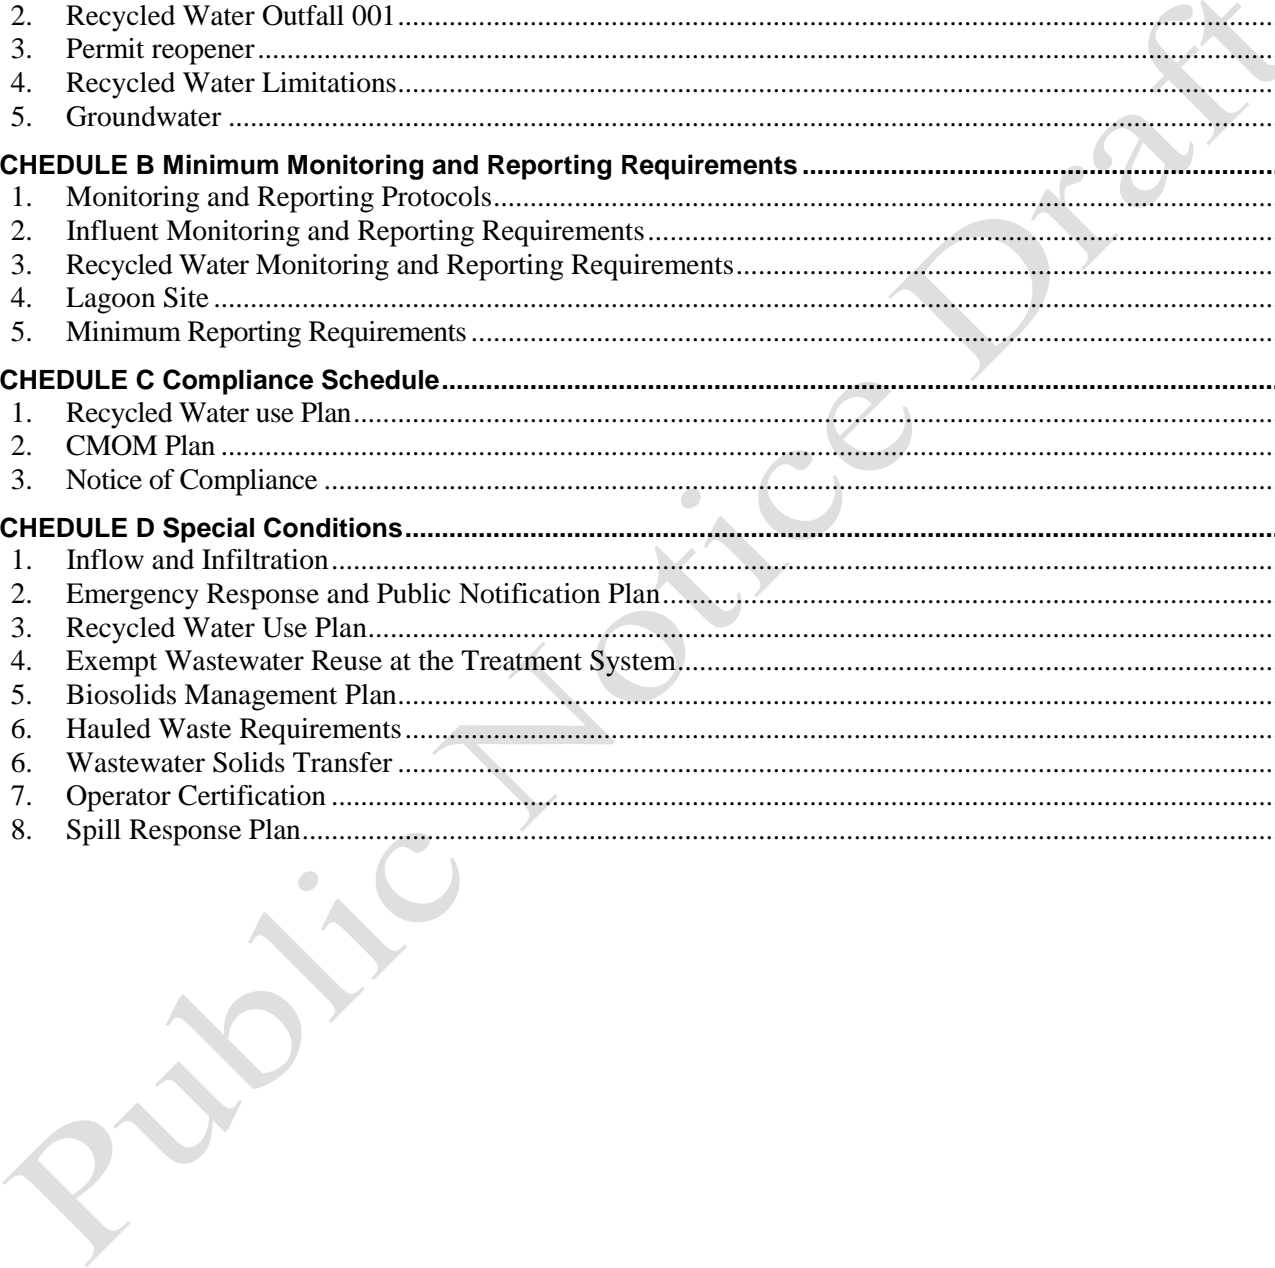 2. Recycled Water Outfall 001
3. Permit reopener
4. Recycled Water Limitations
5. Groundwater
CHEDULE B Minimum Monitoring and Reporting Requirements
1. Monitoring and Reporting Protocols
2. Influent Monitoring and Reporting Requirements
3. Recycled Water Monitoring and Reporting Requirements
4. Lagoon Site
5. Minimum Reporting Requirements
CHEDULE C Compliance Schedule
1. Recycled Water use Plan
2. CMOM Plan
3. Notice of Compliance
CHEDULE D Special Conditions
1. Inflow and Infiltration
2. Emergency Response and Public Notification Plan
3. Recycled Water Use Plan
4. Exempt Wastewater Reuse at the Treatment System
5. Biosolids Management Plan
6. Hauled Waste Requirements
6. Wastewater Solids Transfer
7. Operator Certification
8. Spill Response Plan
Public Notice Draft